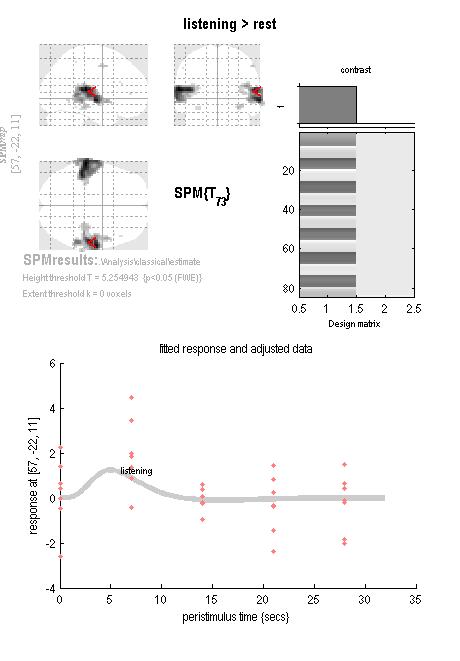 listening > rest
contrast
1
SPMmip
[57, -22, 11]
SPM{T73}
20
40
60
80
0.5 1 1.5 2 2.5
Design matrix
SPMresults: .\Analysis\classical\estimate
Height threshold T = 5.254943 {p<0.05 (FWE)}
Extent threshold k = 0 voxels
fitted response and adjusted data
6
4
2
0
-2
-4
response at [57, -22, 11]
listening
0 5 10 15 20 25 30 35
peristimulus time {secs}